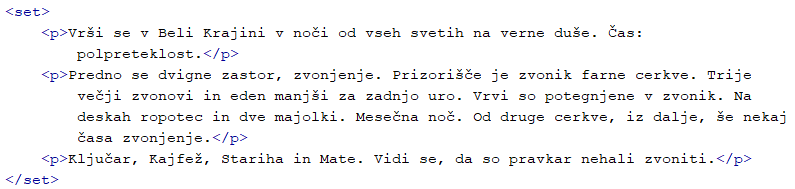 <set>
<p>Vrši se v Beli Krajini v noči od vseh svetih na verne duše. Čas:
polpreteklost.</p>
<p>Predno se dvigne zastor, zvonjenje. Prizorišče je zvonik farne cerkve. Trije
večji zvonovi in eden manjši za zadnjo uro. Vrvi so potegnjene v zvonik. Na
deskah ropotec in dve majolki. Mesečna noč. Od druge cerkve, iz dalje, še nekaj
časa zvonjenje.</p>
<p>Ključar, Kajfež, Stariha in Mate. Vidi se, da so pravkar nehali zvoniti.</p>
</set>